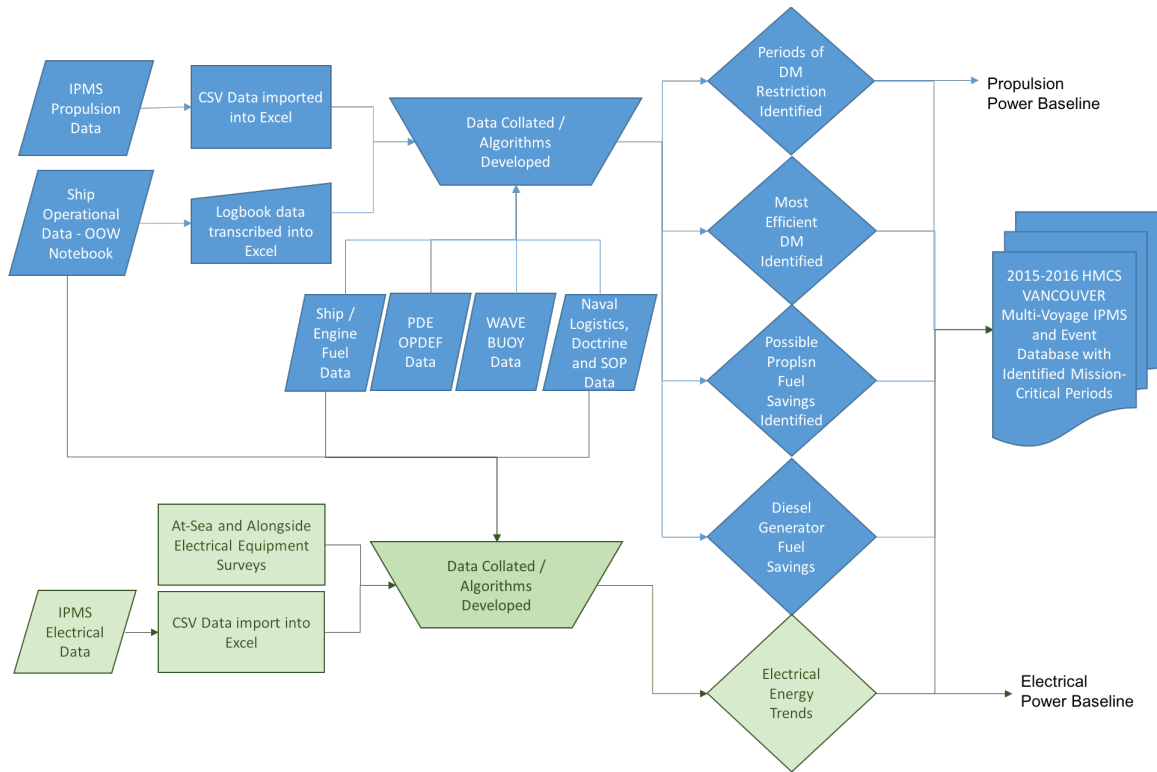 IPMS
Propulsion
Data
CSV Data imported
into Excel
Ship
Operational
Data - OOW
Notebook
Logbook data
transcribed into
Excel
Data Collated /
Algorithms
Developed
Ship /
Engine
Fuel
Data
PDE
OPDEF
Data
WAVE
BUOY
Data
Naval
Logistics,
Doctrine
and SOP
Data
Periods of
DM
Restriction
Identified
Most
Efficient
DM
Identified
Possible
Proplsn
Fuel
Savings
Identified
Diesel
Generator
Fuel
Savings
Propulsion
Power Baseline
2015-2016 HMCS
VANCOUVER
Multi-Voyage IPMS
and Event
Database with
Identified Mission-
Critical Periods
At-Sea and Alongside
Electrical Equipment
Surveys
IPMS
Electrical
Data
CSV Data import into
Excel
Data Collated /
Algorithms
Developed
Electrical
Energy
Trends
Electrical
Power Baseline